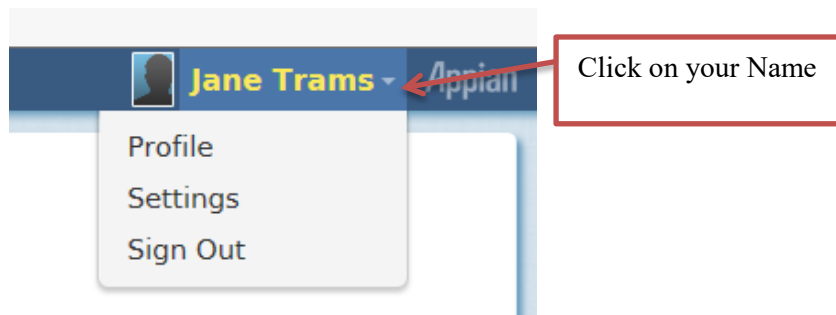 Jane Trams Appian
Click on your Name
Profile
Settings
Sign Out